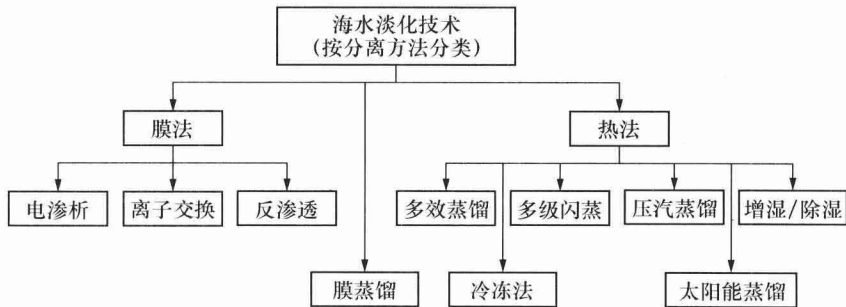 海水淡化技术
(按分离方法分类)
膜法
热法
电渗析
离子交换
反渗透
多效蒸馏
多级闪蒸
压汽蒸馏
增湿/除湿
膜蒸馏
冷冻法
太阳能蒸馏